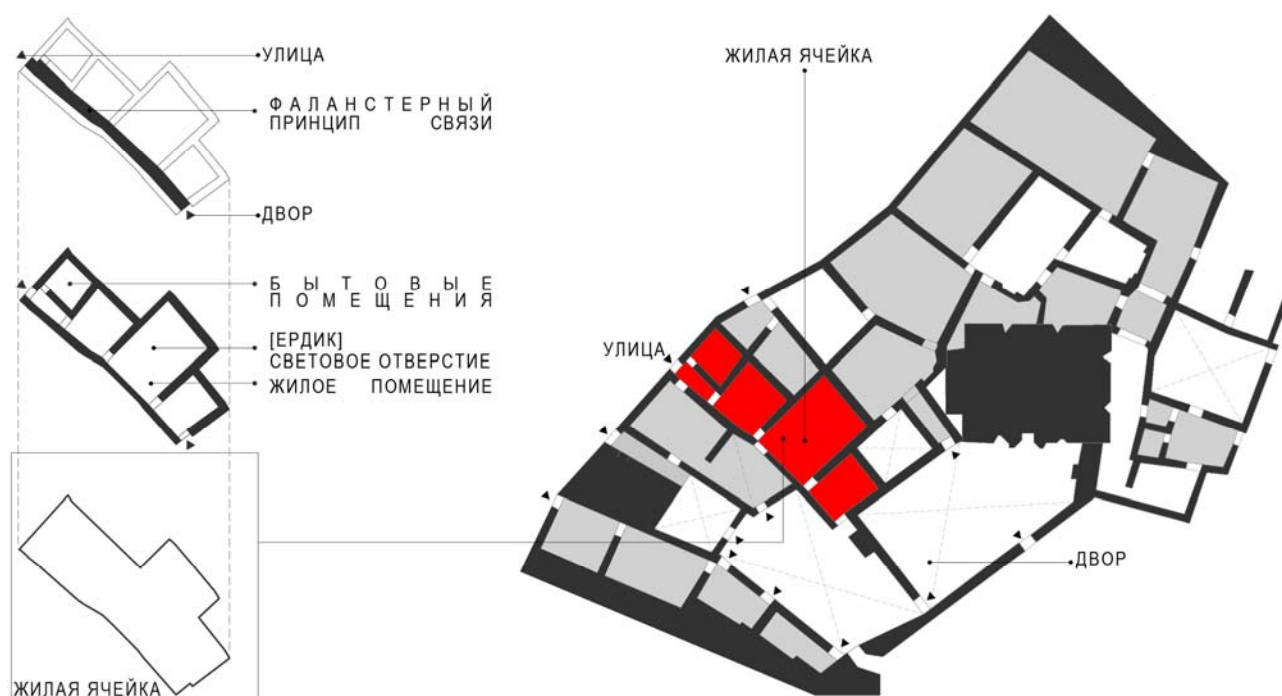 УЛИЦА
ФАЛАНСТЕРНЫЙ
ПРИНЦИП СВЯЗИ
ДВОР
БЫТОВЫЕ
ПОМЕЩЕНИЯ
[ЕРДИК]
СВЕТОВОЕ ОТВЕРСТИЕ
ЖИЛОЕ ПОМЕЩЕНИЕ
ЖИЛАЯ ЯЧЕЙКА
ЖИЛАЯ ЯЧЕЙКА
УЛИЦА
ДВОР